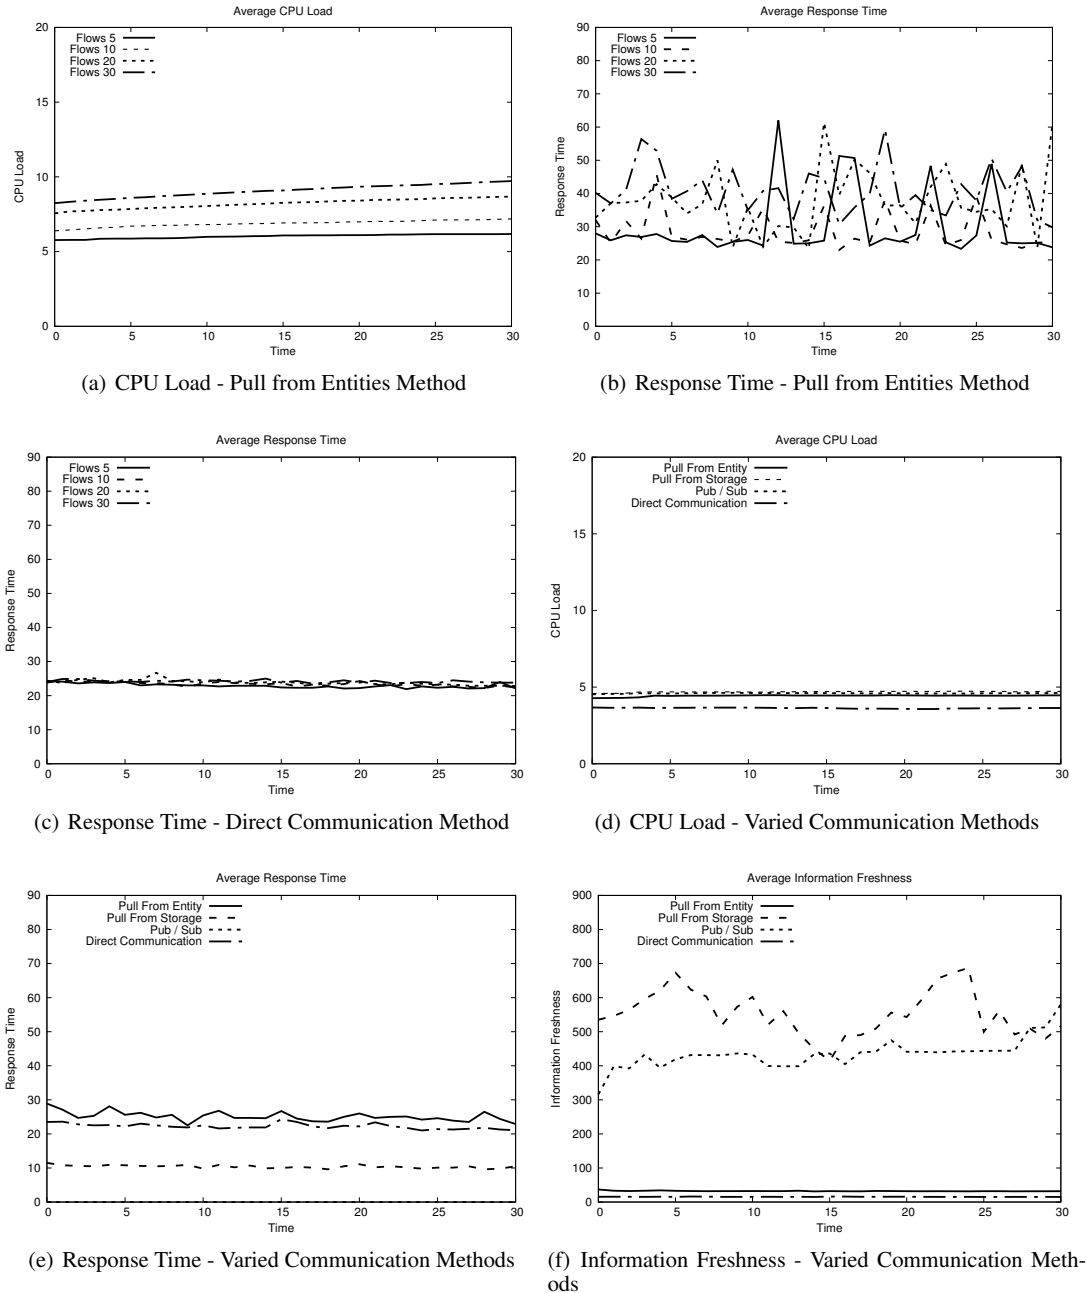 Average CPU Load
20
15
10
5
0
CPU Load
Flows 5
Flows 10
Flows 20
Flows 30
0 5 10 15 20 25 30
Time
(a) CPU Load - Pull from Entities Method
Average Response Time
90
80
70
60
50
40
30
20
10
0
Response Time
Flows 5
Flows 10
Flows 20
Flows 30
0 5 10 15 20 25 30
Time
(b) Response Time - Pull from Entities Method
Average Response Time
90
80
70
60
50
40
30
20
10
0
Response Time
Flows 5
Flows 10
Flows 20
Flows 30
0 5 10 15 20 25 30
Time
(c) Response Time - Direct Communication Method
Average CPU Load
20
15
10
5
0
CPU Load
Pull From Entity
Pull From Storage
Pub / Sub
Direct Communication
0 5 10 15 20 25 30
Time
(d) CPU Load - Varied Communication Methods
Average Response Time
90
80
70
60
50
40
30
20
10
0
Response Time
Pull From Entity
Pull From Storage
Pub / Sub
Direct Communication
0 5 10 15 20 25 30
Time
(e) Response Time - Varied Communication Methods
Average Information Freshness
900
800
700
600
500
400
300
200
100
0
Information Freshness
Pull From Entity
Pull From Storage
Pub / Sub
Direct Communication
0 5 10 15 20 25 30
Time
(f) Information Freshness - Varied Communication Meth-
ods